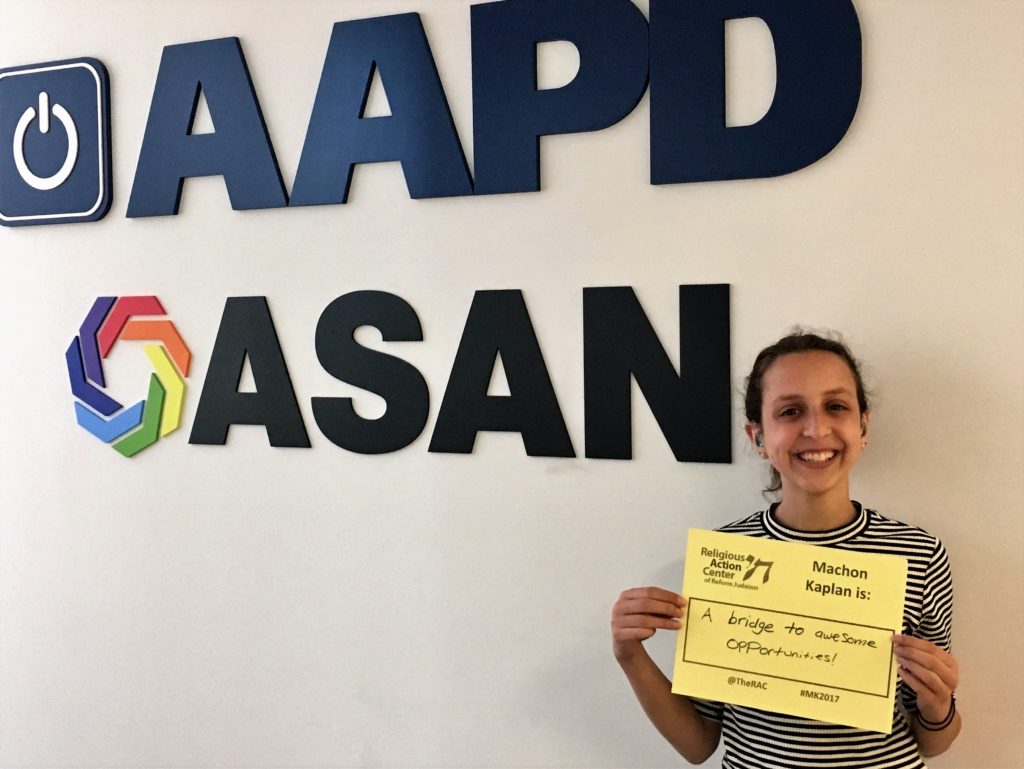 AAPD
ASAN
Religious
Action
Center
of Reform Judaism
Machon
Kaplan is:
A bridge to awesome
opportunities!
@TheRAC #MK2017